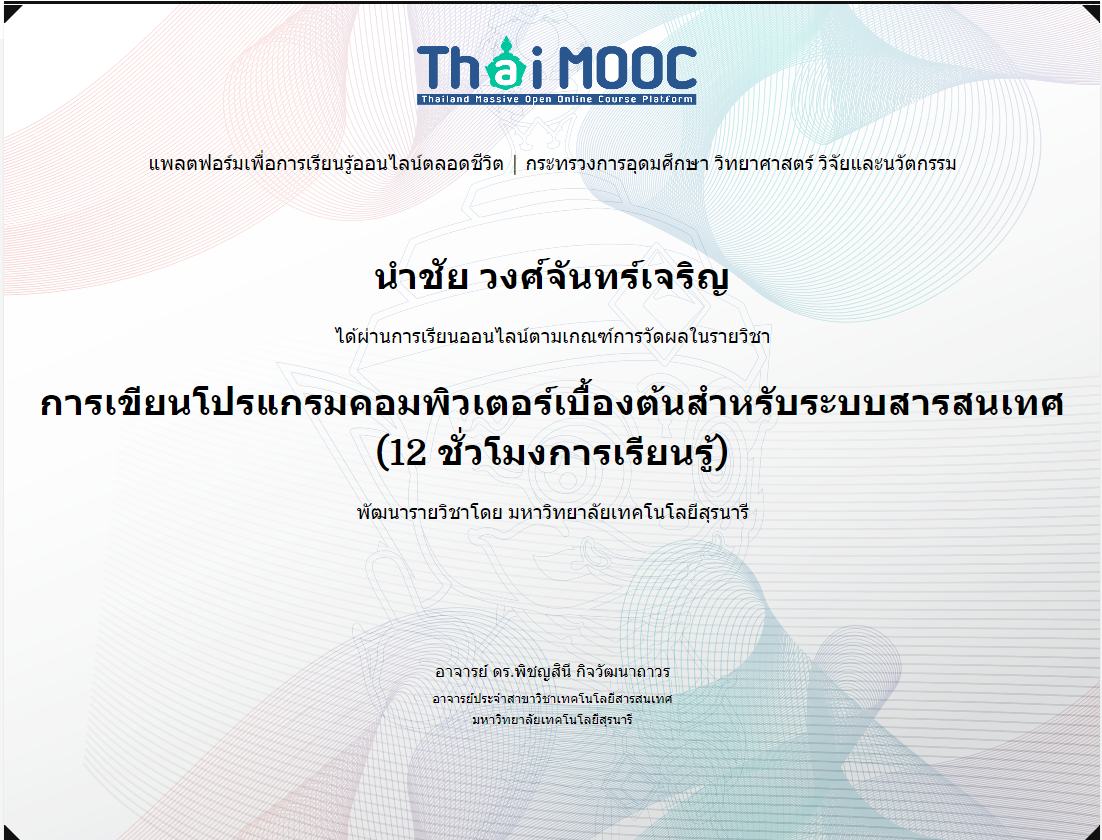 Thai MOOC
Thailand Massive Open Online Course Platform
แพลตฟอร์มเพื่อการเรียนรู้ออนไลน์ตลอดชีวิต | กระทรวงการอุดมศึกษา วิทยาศาสตร์ วิจัยและนวัตกรรม
นำชัย วงศ์จันทร์เจริญ
ได้ผ่านการเรียนออนไลน์ตามเกณฑ์การวัดผลในรายวิชา
การเขียนโปรแกรมคอมพิวเตอร์เบื้องต้นสำหรับระบบสารสนเทศ
(12 ชั่วโมงการเรียนรู้)
พัฒนารายวิชาโดย มหาวิทยาลัยเทคโนโลยีสุรนารี
อาจารย์ ดร.พิชญสินี กิจวัฒนาถาวร
อาจารย์ประจำสาขาวิชาเทคโนโลยีสารสนเทศ
มหาวิทยาลัยเทคโนโลยีสุรนารี